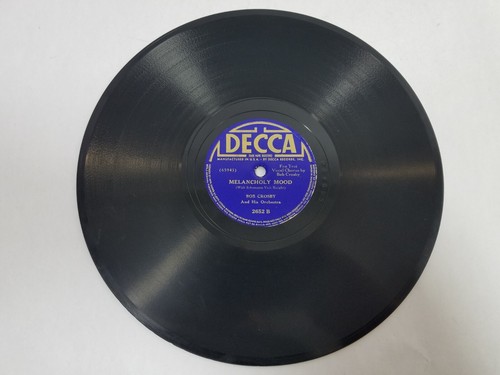 DECCA
MANUFACTURED IN U.S.A. BY DECCA RECORDS, INC.
Fox Trot
Vocal Chorus by
Bob Crosby
MELANCHOLY MOOD
BOB CROSBY
And His Orchestra
2652 B